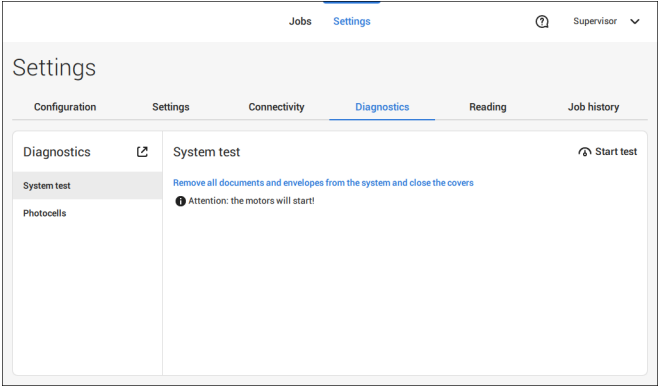 Jobs Settings Supervisor
Settings
Configuration Settings Connectivity Diagnostics Reading Job history
Diagnostics System test Start test
System test Remove all documents and envelopes from the system and close the covers
Attention: the motors will start!
Photocells